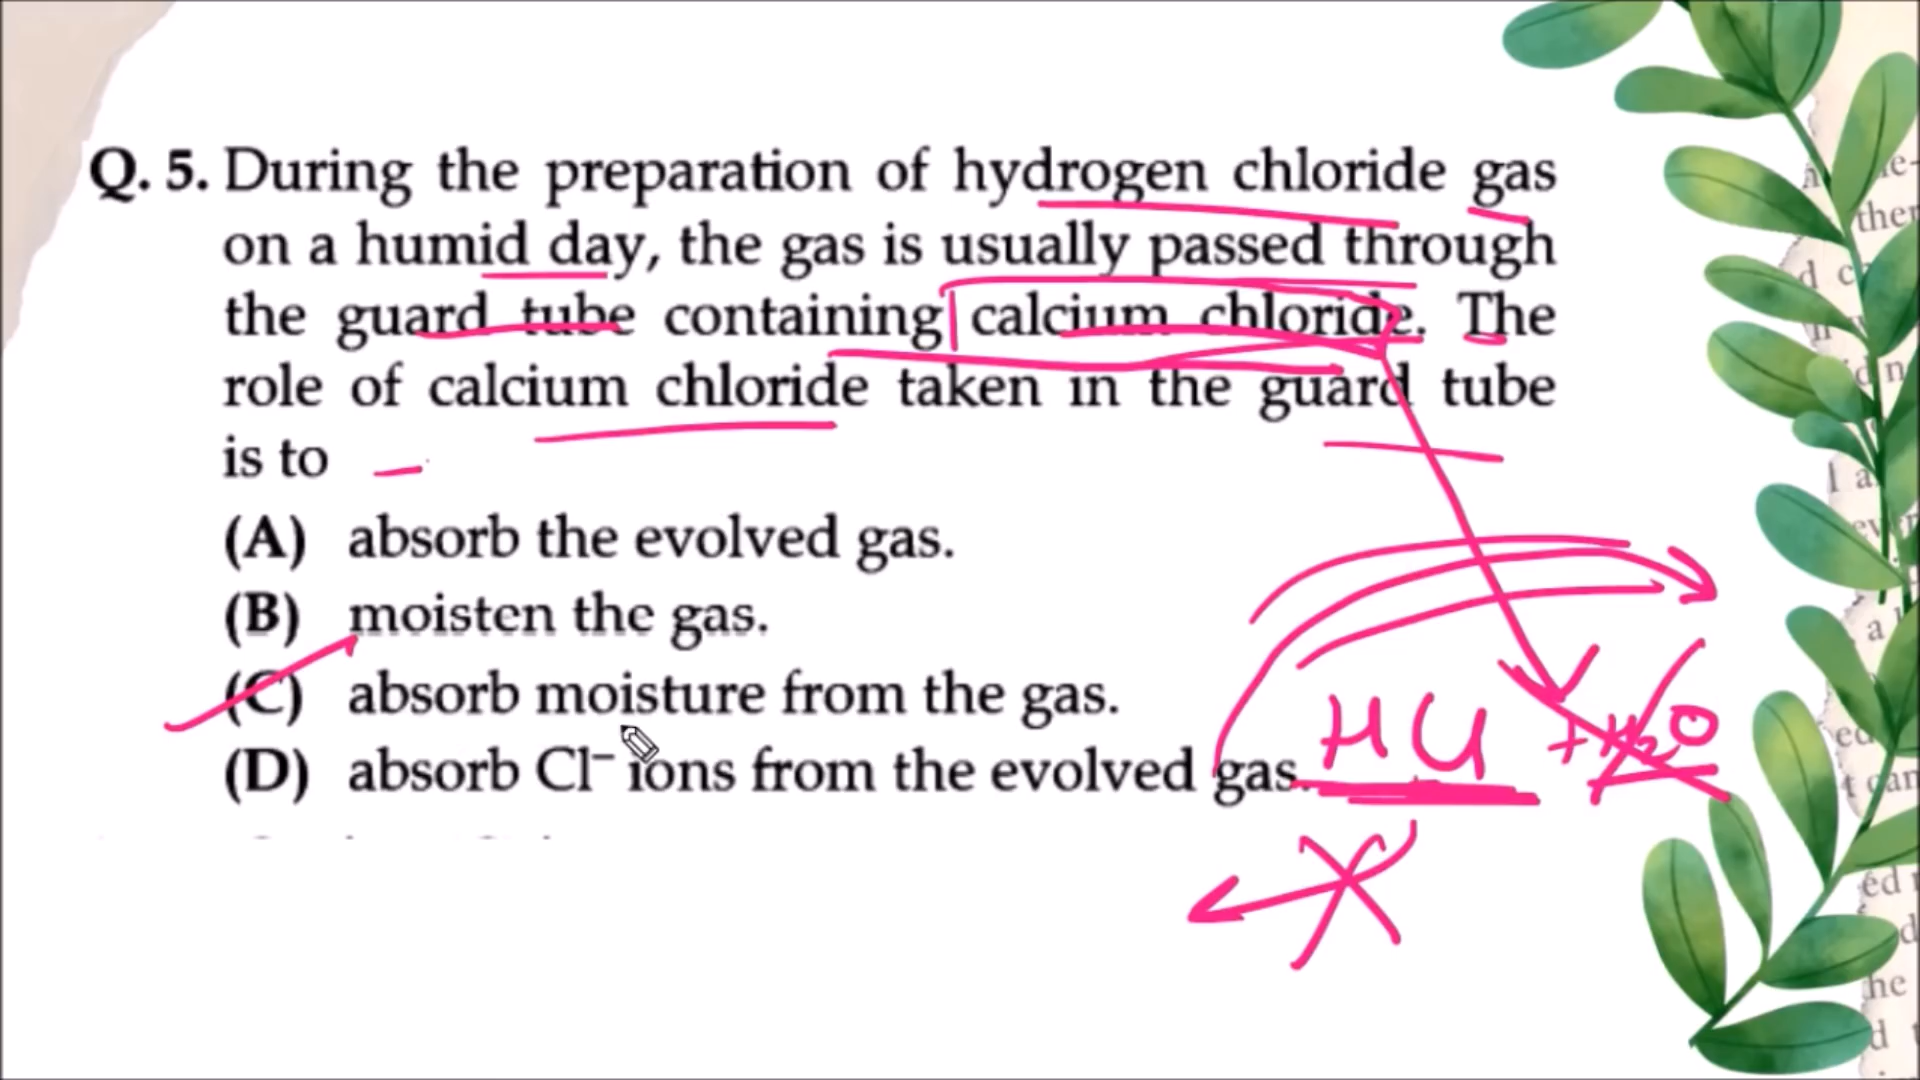 Q. 5. During the preparation of hydrogen chloride gas
on a humid day, the gas is usually passed through
the guard tube containing calcium chloride. The
role of calcium chloride taken in the guard tube
is to
(A) absorb the evolved gas.
(B) moisten the gas.
(C) absorb moisture from the gas.
(D) absorb Cl⁻ ions from the evolved gas.
HCl + H₂O